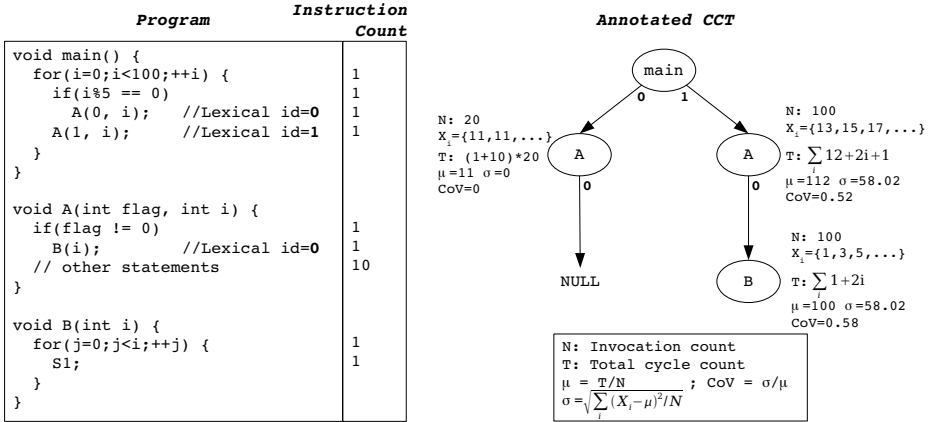 Program
Instruction
Count
void main() {
for(i=0;i<100;++i) { 1
if(i%5 == 0) 1
A(0, i); //Lexical id=0 1
A(1, i); //Lexical id=1 1
}
}
void A(int flag, int i) {
if(flag != 0) 1
B(i); //Lexical id=0 1
// other statements 10
}
void B(int i) {
for(j=0;j<i;++j) { 1
S1; 1
}
}
Annotated CCT
main
0 1
N: 20
X_i={11,11,...}
T: (1+10)*20
μ=11 σ=0
CoV=0
A
0
NULL
A
0
N: 100
X_i={13,15,17,...}
T: ∑_i 12+2i+1
μ=112 σ=58.02
CoV=0.52
B
N: 100
X_i={1,3,5,...}
T: ∑_i 1+2i
μ=100 σ=58.02
CoV=0.58
N: Invocation count
T: Total cycle count
μ = T/N ; CoV = σ/μ
σ=√∑_i (X_i−μ)²/N